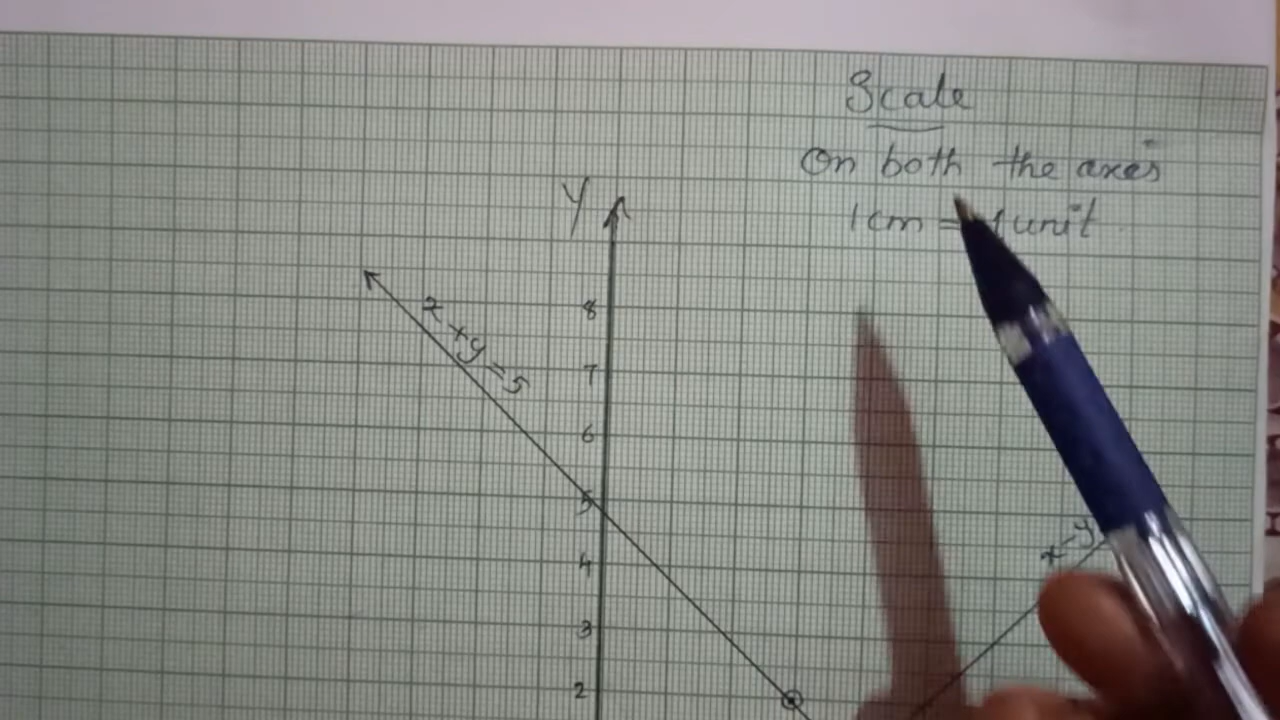 Scale
On both the axes
1cm = 1 unit
Y
x + y = 5
8
7
6
5
4
3
2
x - y